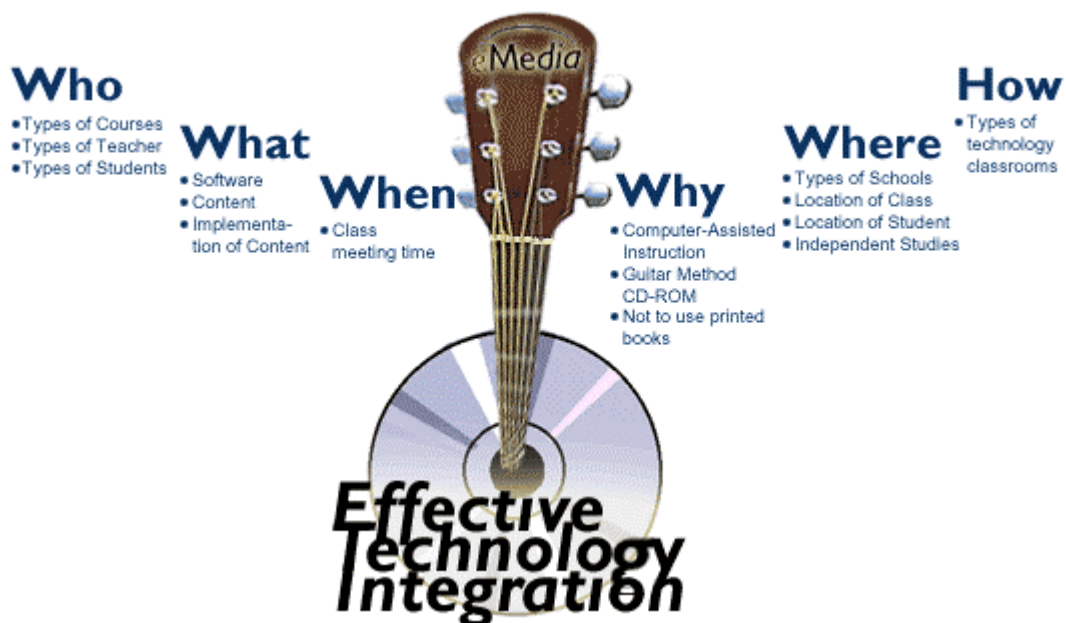 eMedia
Who
•Types of Courses
•Types of Teacher
•Types of Students
What
•Software
•Content
•Implementa-
tion of Content
When
•Class
meeting time
Why
•Computer-Assisted
Instruction
•Guitar Method
CD-ROM
•Not to use printed
books
Where
•Types of Schools
•Location of Class
•Location of Student
•Independent Studies
How
•Types of
technology
classrooms
Effective
Technology
Integration